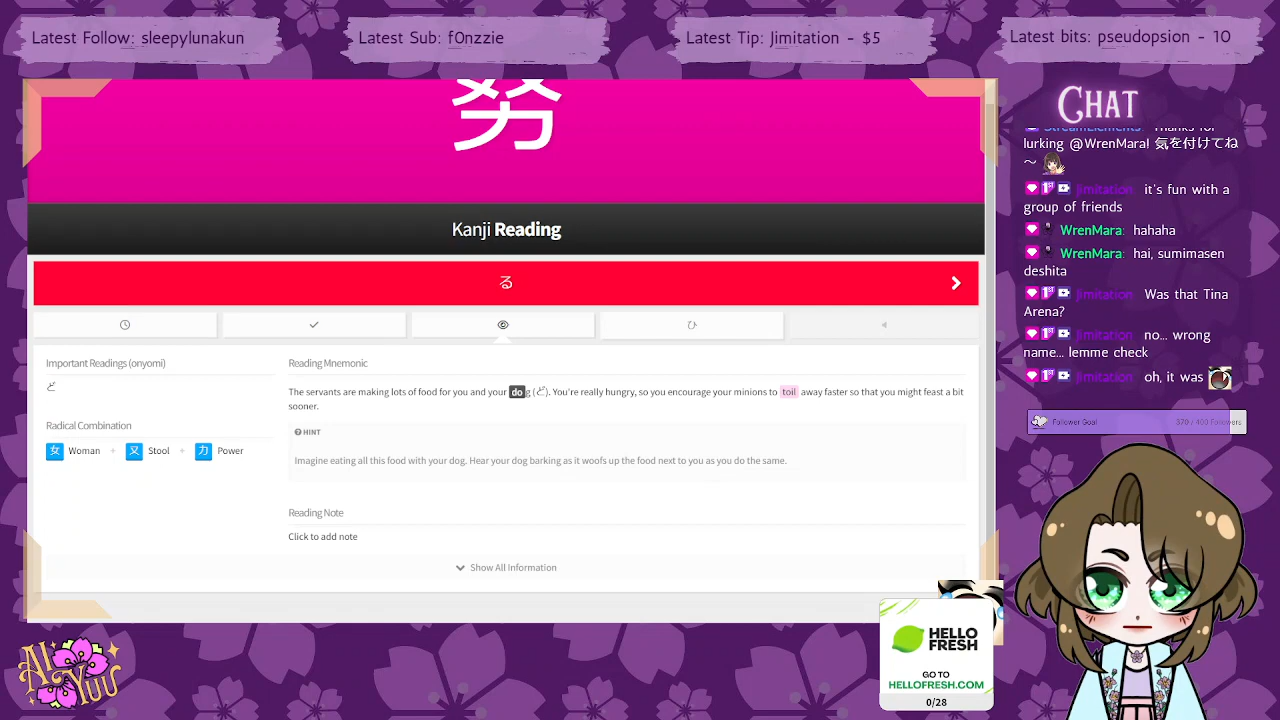 Latest Follow: sleepylunakun
Latest Sub: f0nzzie
Latest Tip: Jimitation - $5
Latest bits: pseudopsion - 10
努
Kanji Reading
る
ひ
Important Readings (onyomi)
ど
Radical Combination
女 Woman + 又 Stool +力 Power
Reading Mnemonic
The servants are making lots of food for you and your dog (ど). You're really hungry, so you encourage your minions to toil away faster so that you might feast a bit
sooner.
HINT
Imagine eating all this food with your dog. Hear your dog barking as it woofs up the food next to you as you do the same.
Reading Note
Click to add note
Show All Information
CHAT
StreamElements: Thanks for
lurking @WrenMara! 気を付けてね
～
Jimitation it's fun with a
group of friends
WrenMara: hahaha
WrenMara: hai, sumimasen
deshita
Jimitation Was that Tina
Arena?
Jimitation no... wrong
name... lemme check
Jimitation oh, it was
Follower Goal 370 / 400 Followers
HELLO
FRESH
GO TO
HELLOFRESH.COM
0/28
AI
YUU